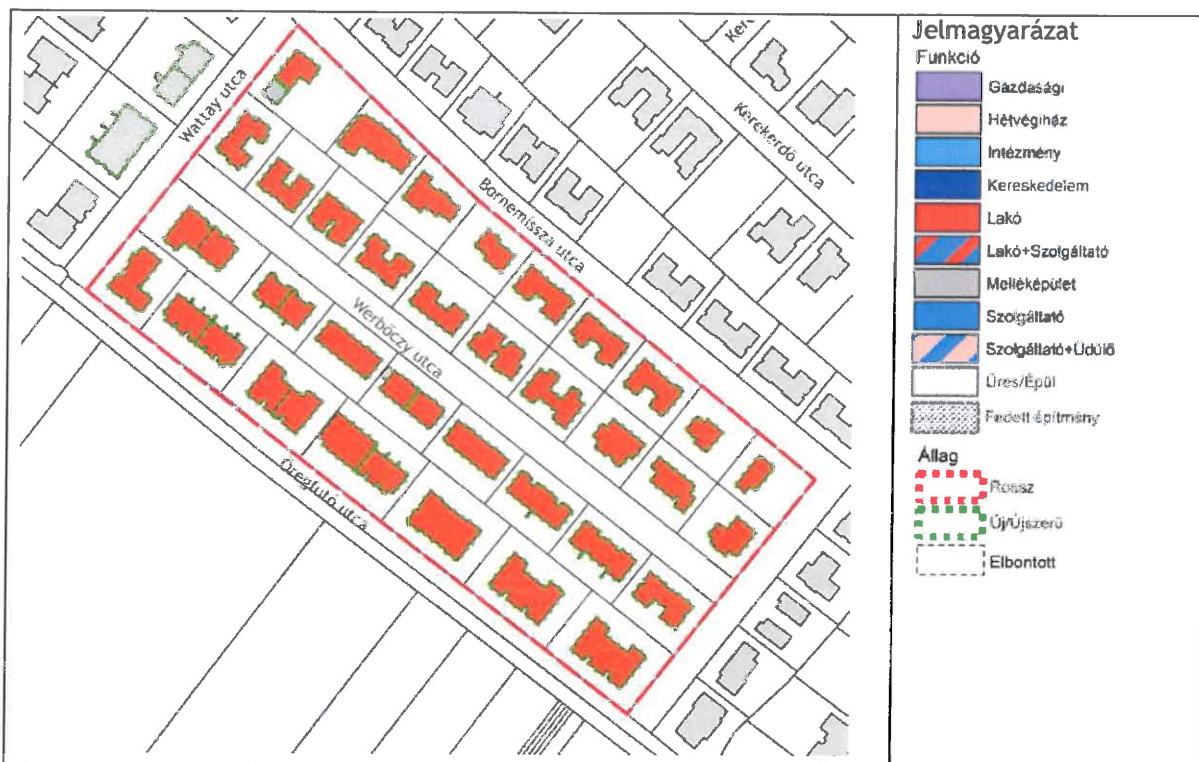 Wattay utca
Ker
Kerekerdő utca
Bornemissza utca
Werbőczy utca
Öregfutó utca
Jelmagyarázat
Funkció
Gazdasági
Hétvégiház
Intézmény
Kereskedelem
Lakó
Lakó+Szolgáltató
Melléképület
Szolgáltató
Szolgáltató+Üdülő
Üres/Épül
Fedett építmény
Állag
Rossz
Új/Újszerű
Elbontott